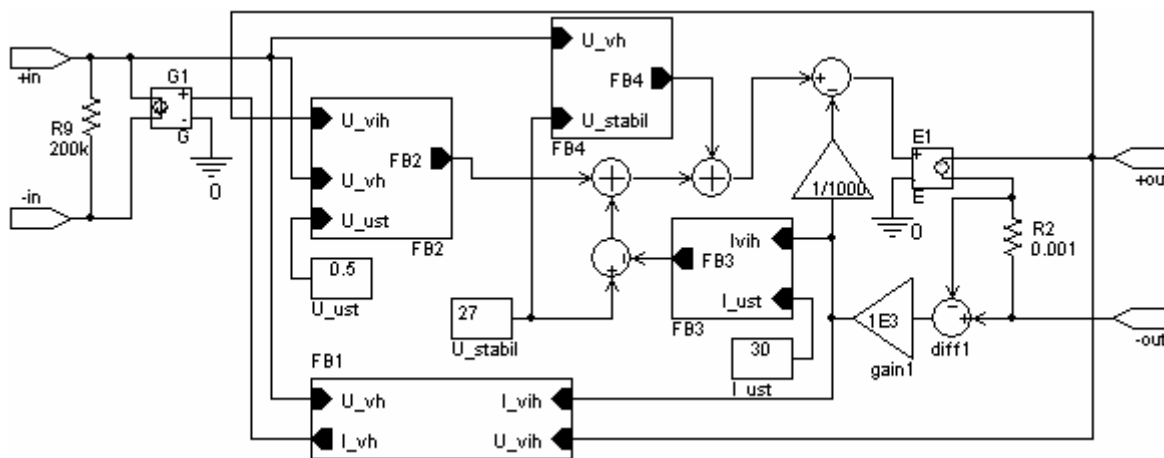 +in
R9
200k
-in
G1
+
-
G
0
U_vih
FB2
U_vh
U_ust
FB2
0.5
U_ust
U_vh
FB4
U_stabil
FB4
27
U_stabil
+
-
1/1000
E1
+
-
E
0
+out
R2
0.001
-out
Ivih
FB3
I_ust
FB3
30
I_ust
1E3
gain1
-
+
diff1
FB1
U_vh
I_vih
I_vh
U_vih